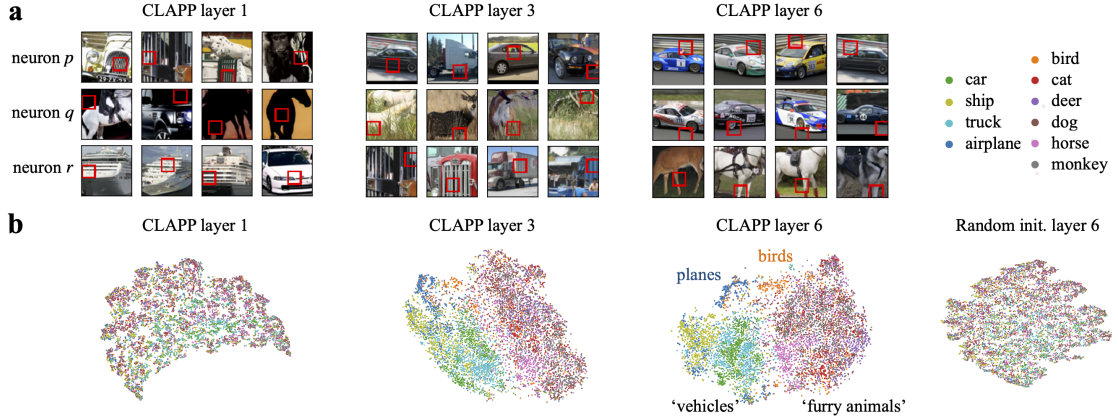 a
CLAPP layer 1
CLAPP layer 3
CLAPP layer 6
neuron p
neuron q
neuron r
car
ship
truck
airplane
bird
cat
deer
dog
horse
monkey
b
CLAPP layer 1
CLAPP layer 3
CLAPP layer 6
Random init. layer 6
planes
birds
‘vehicles’
‘furry animals’